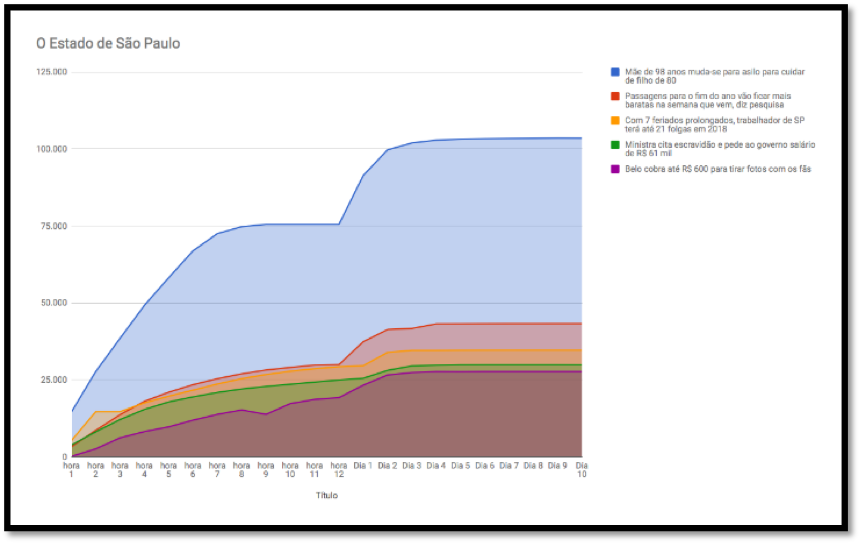 O Estado de São Paulo
125.000
100.000
75.000
50.000
25.000
0
hora 1
hora 2
hora 3
hora 4
hora 5
hora 6
hora 7
hora 8
hora 9
hora 10
hora 11
hora 12
Dia 1
Dia 2
Dia 3
Dia 4
Dia 5
Dia 6
Dia 7
Dia 8
Dia 9
Dia 10
Título
Mãe de 98 anos muda-se para asilo para cuidar
de filho de 80
Passagens para o fim do ano vão ficar mais
baratas na semana que vem, diz pesquisa
Com 7 feriados prolongados, trabalhador de SP
terá até 21 folgas em 2018
Ministra cita escravidão e pede ao governo salário
de R$ 61 mil
Belo cobra até R$ 600 para tirar fotos com os fãs